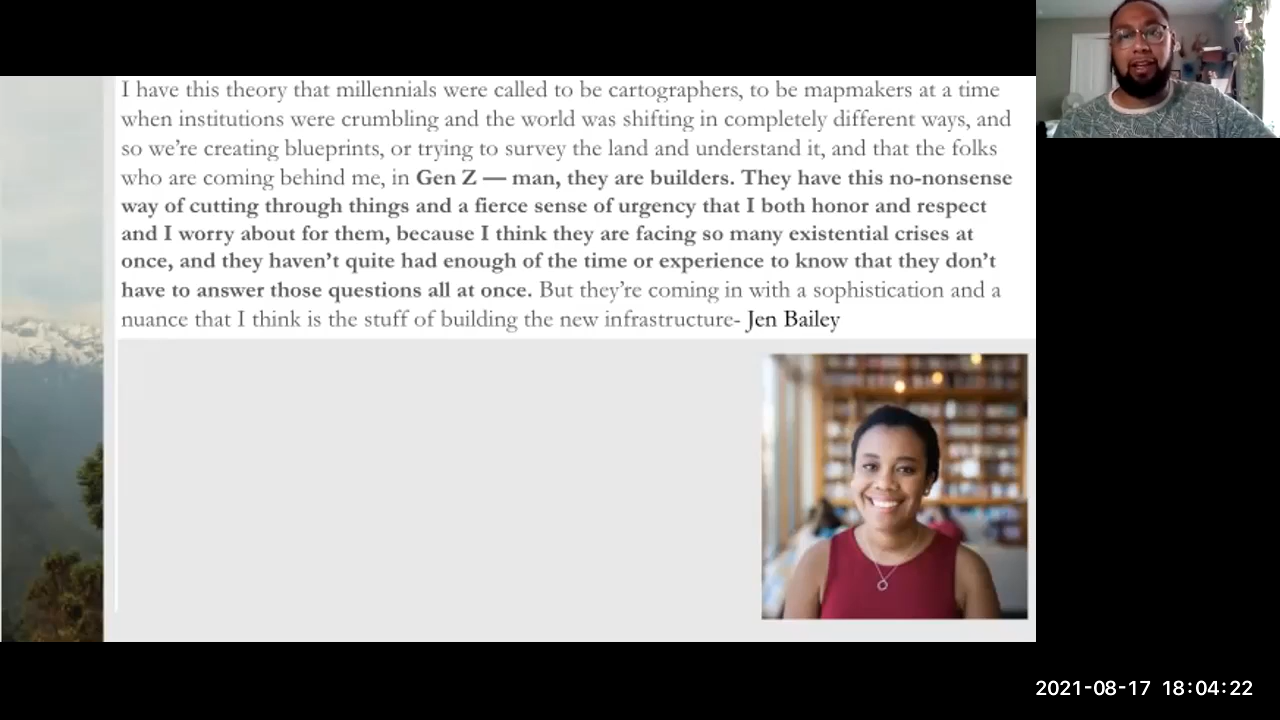 I have this theory that millennials were called to be cartographers, to be mapmakers at a time
when institutions were crumbling and the world was shifting in completely different ways, and
so we’re creating blueprints, or trying to survey the land and understand it, and that the folks
who are coming behind me, in Gen Z — man, they are builders. They have this no-nonsense
way of cutting through things and a fierce sense of urgency that I both honor and respect
and I worry about for them, because I think they are facing so many existential crises at
once, and they haven’t quite had enough of the time or experience to know that they don’t
have to answer those questions all at once. But they’re coming in with a sophistication and a
nuance that I think is the stuff of building the new infrastructure- Jen Bailey
2021-08-17 18:04:22